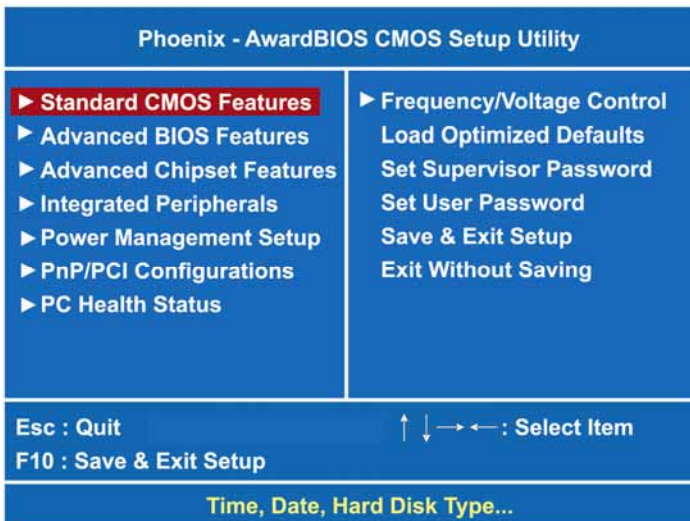 Phoenix - AwardBIOS CMOS Setup Utility
► Standard CMOS Features
► Advanced BIOS Features
► Advanced Chipset Features
► Integrated Peripherals
► Power Management Setup
► PnP/PCI Configurations
► PC Health Status
► Frequency/Voltage Control
Load Optimized Defaults
Set Supervisor Password
Set User Password
Save & Exit Setup
Exit Without Saving
Esc : Quit
↑ ↓ → ← : Select Item
F10 : Save & Exit Setup
Time, Date, Hard Disk Type...